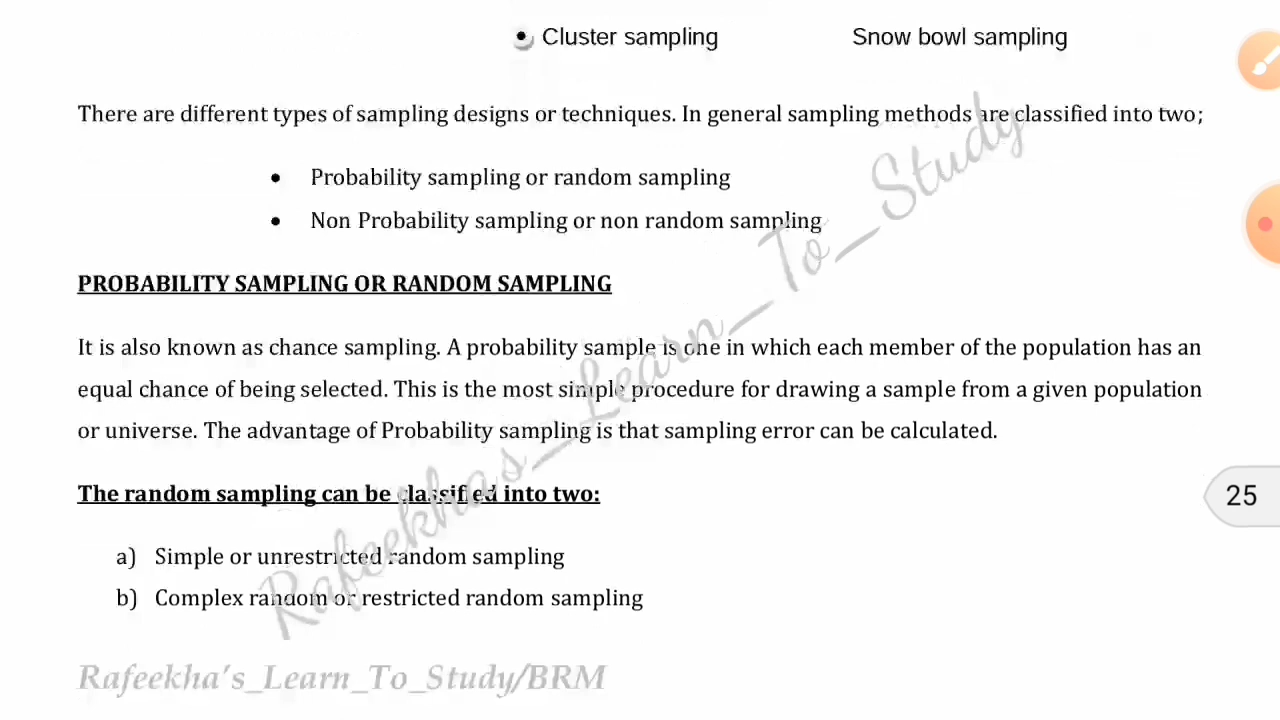 Cluster sampling Snow bowl sampling
There are different types of sampling designs or techniques. In general sampling methods are classified into two;
• Probability sampling or random sampling
• Non Probability sampling or non random sampling
PROBABILITY SAMPLING OR RANDOM SAMPLING
It is also known as chance sampling. A probability sample is one in which each member of the population has an
equal chance of being selected. This is the most simple procedure for drawing a sample from a given population
or universe. The advantage of Probability sampling is that sampling error can be calculated.
The random sampling can be classified into two:
25
a) Simple or unrestricted random sampling
b) Complex random or restricted random sampling
Rafeekhas_Learn_To_Study
Rafeekha's_Learn_To_Study/BRM